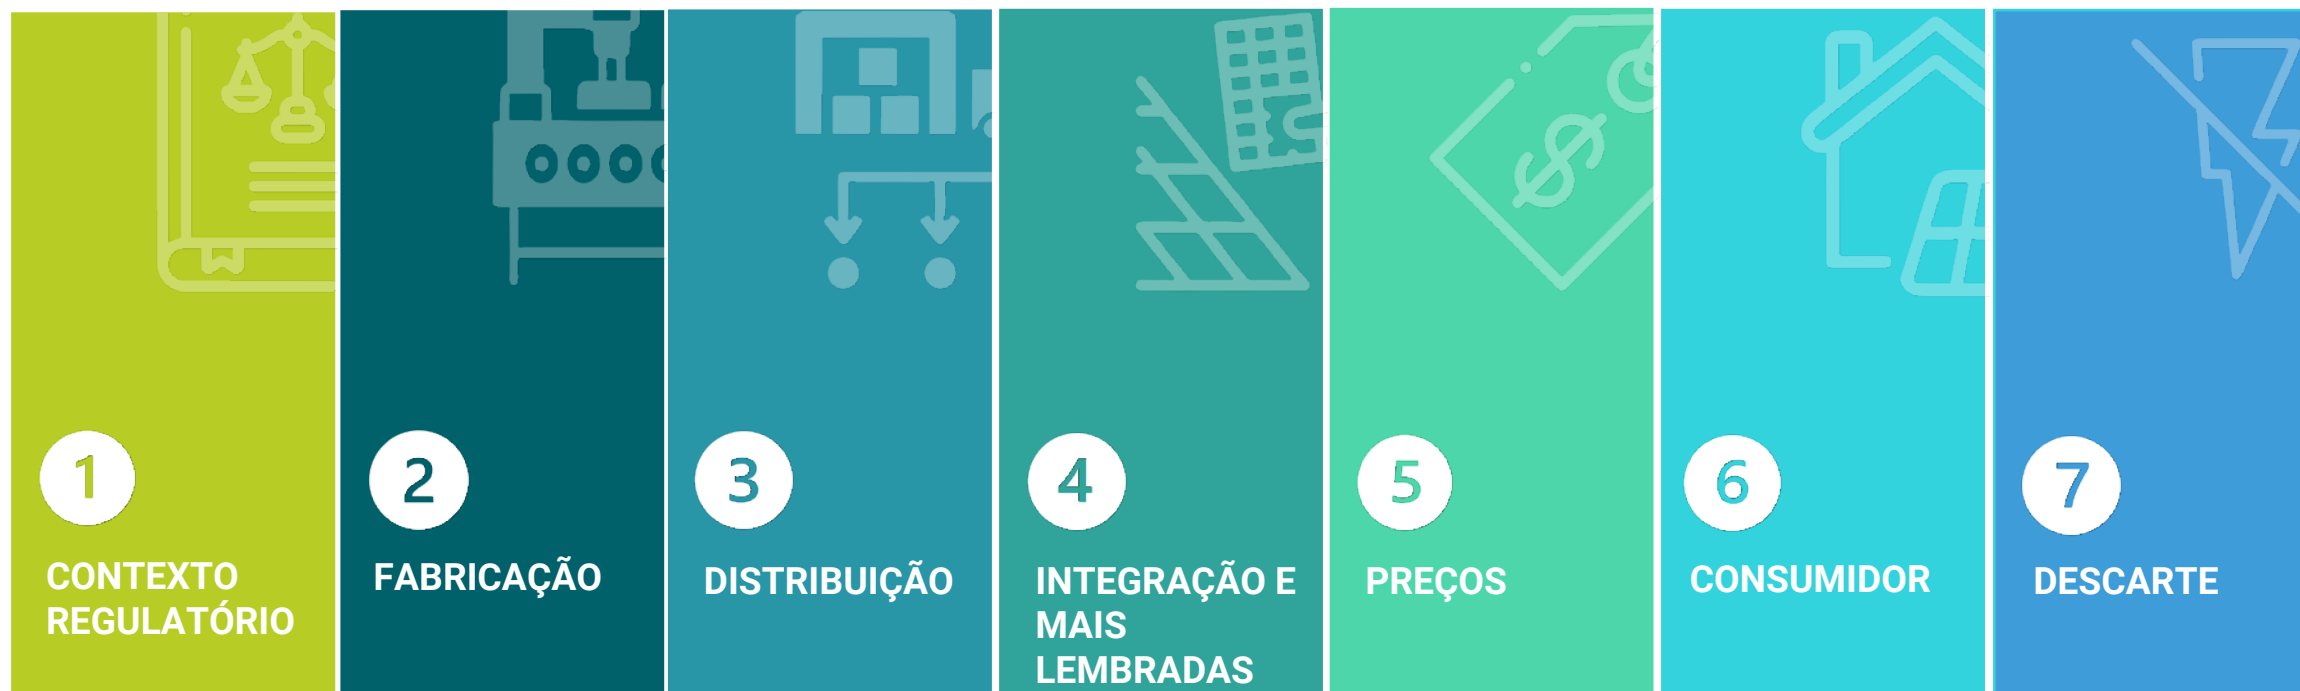 1
CONTEXTO
REGULATÓRIO
2
FABRICAÇÃO
3
DISTRIBUIÇÃO
4
INTEGRAÇÃO E
MAIS
LEMBRADAS
5
PREÇOS
6
CONSUMIDOR
7
DESCARTE